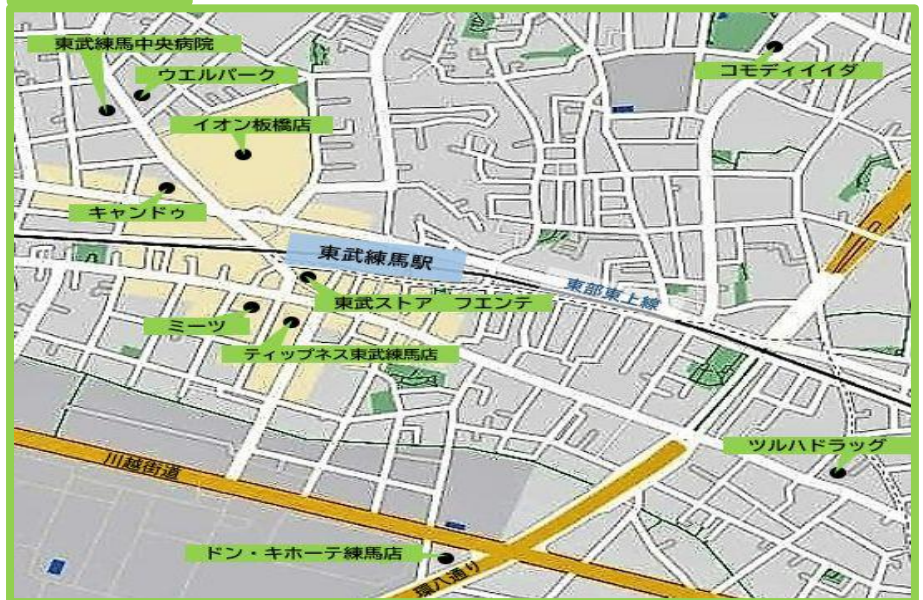 東武練馬中央病院
ウエルパーク
コモディイイダ
イオン板橋店
キャンドゥ
東武練馬駅
東部東上線
東武ストア フエンテ
ミーツ
ティップネス東武練馬店
ツルハドラッグ
川越街道
ドン・キホーテ練馬店
環八通り